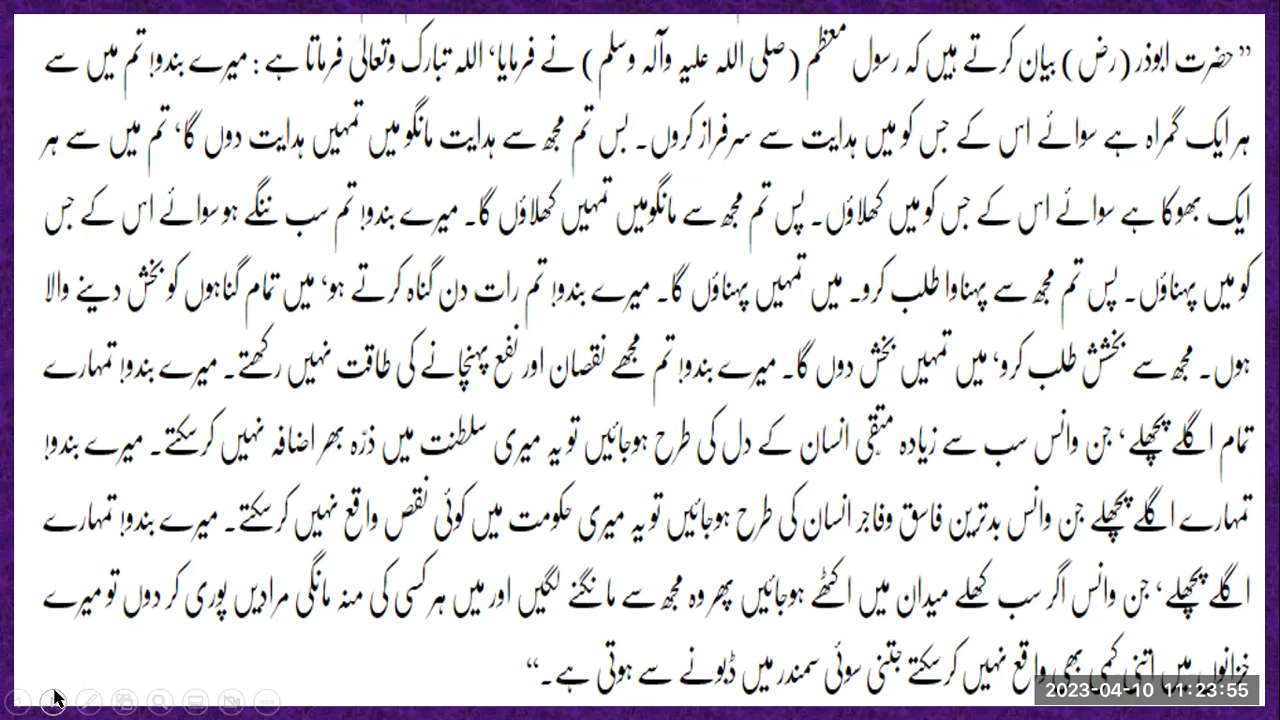 ” حضرت ابوذر (رض) بیان کرتے ہیں کہ رسول معظم (صلی اللہ علیہ وآلہ وسلم) نے فرمایا‘ اللہ تبارک وتعالیٰ فرماتا ہے : میرے بندو! تم میں سے
ہر ایک گمراہ ہے سوائے اس کے جس کو میں ہدایت سے سرفراز کروں۔ بس تم مجھ سے ہدایت مانگو میں تمہیں ہدایت دوں گا‘ تم میں سے ہر
ایک بھوکا ہے سوائے اس کے جس کو میں کھلاؤں۔ پس تم مجھ سے مانگومیں تمہیں کھلاؤں گا۔ میرے بندو! تم سب ننگے ہو سوائے اس کے جس
کو میں پہناؤں۔ پس تم مجھ سے پہناوا طلب کرو۔ میں تمہیں پہناؤں گا۔ میرے بندو! تم رات دن گناہ کرتے ہو‘ میں تمام گناہوں کو بخش دینے والا
ہوں۔ مجھ سے بخشش طلب کرو‘ میں تمہیں بخش دوں گا۔ میرے بندو! تم مجھے نقصان اور نفع پہنچانے کی طاقت نہیں رکھتے۔ میرے بندو! تمہارے
تمام اگلے پچھلے‘ جن وانس سب سے زیادہ متقی انسان کے دل کی طرح ہوجائیں تو یہ میری سلطنت میں ذرّہ بھر اضافہ نہیں کرسکتے۔ میرے بندو!
تمہارے اگلے پچھلے جن وانس بدترین فاسق وفاجر انسان کی طرح ہوجائیں تو یہ میری حکومت میں کوئی نقص واقع نہیں کرسکتے۔ میرے بندو! تمہارے
اگلے پچھلے‘ جن وانس اگر سب کھلے میدان میں اکٹھے ہوجائیں پھر وہ مجھ سے مانگنے لگیں اور میں ہر کسی کی منہ مانگی مرادیں پوری کر دوں تو میرے
خزانوں میں اتنی کمی بھی واقع نہیں کرسکتے جتنی سوئی سمندر میں ڈبونے سے ہوتی ہے۔“
2023-04-10 11:23:55